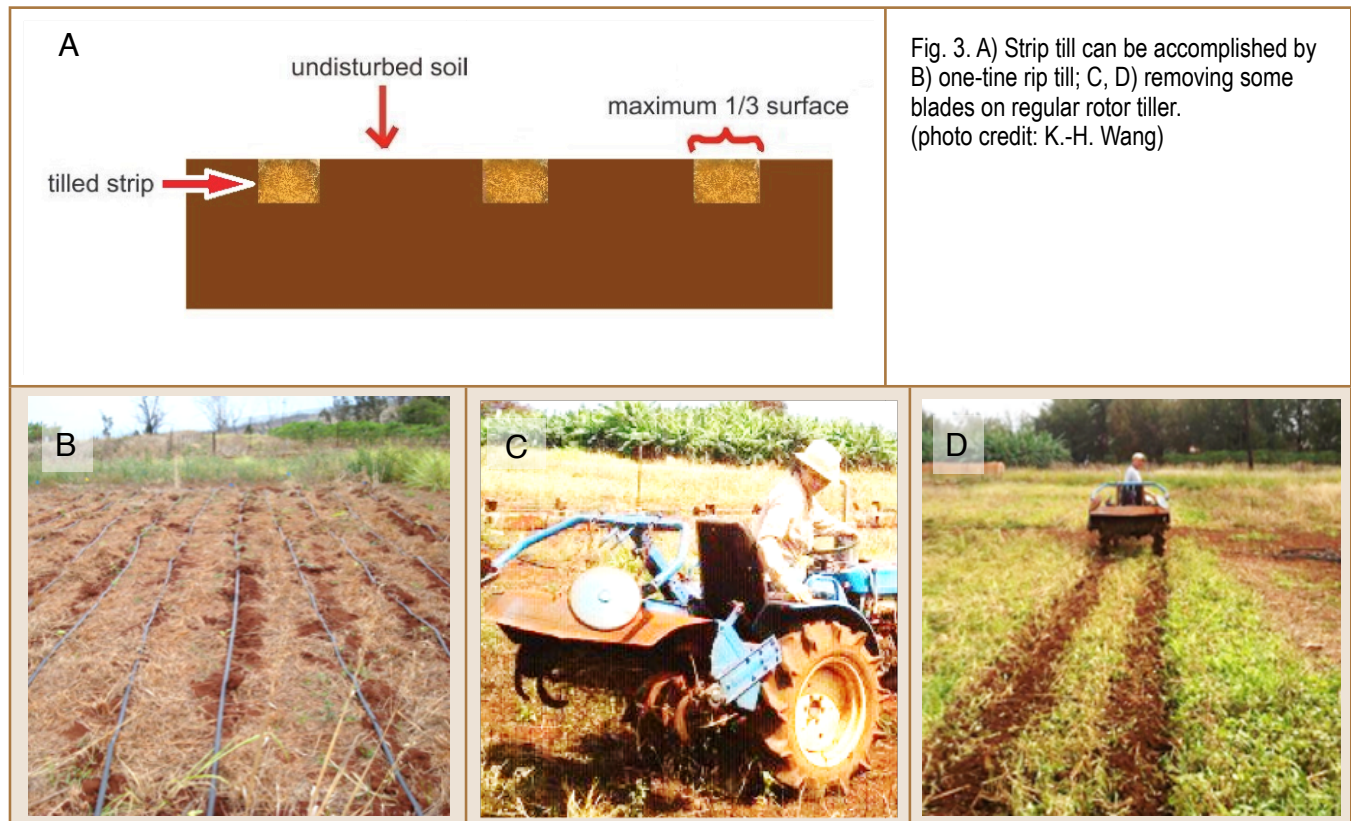 A
undisturbed soil
maximum 1/3 surface
tilled strip
Fig. 3. A) Strip till can be accomplished by
B) one-tine rip till; C, D) removing some
blades on regular rotor tiller.
(photo credit: K.-H. Wang)
B
C
D